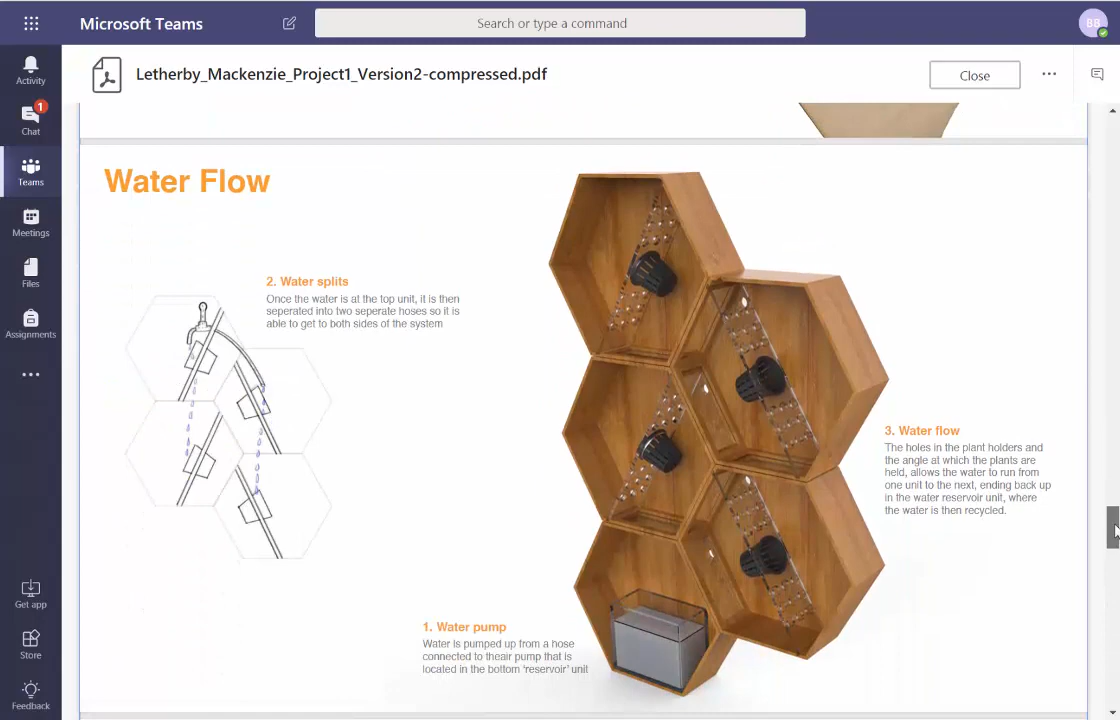 Microsoft Teams
Search or type a command
BB
Activity
Letherby_Mackenzie_Project1_Version2-compressed.pdf
Close
1
Chat
Teams
Meetings
Files
Assignments
Get app
Store
Feedback
Water Flow
2. Water splits
Once the water is at the top unit, it is then
seperated into two seperate hoses so it is
able to get to both sides of the system
3. Water flow
The holes in the plant holders and
the angle at which the plants are
held, allows the water to run from
one unit to the next, ending back up
in the water reservoir unit, where
the water is then recycled.
1. Water pump
Water is pumped up from a hose
connected to theair pump that is
located in the bottom 'reservoir' unit